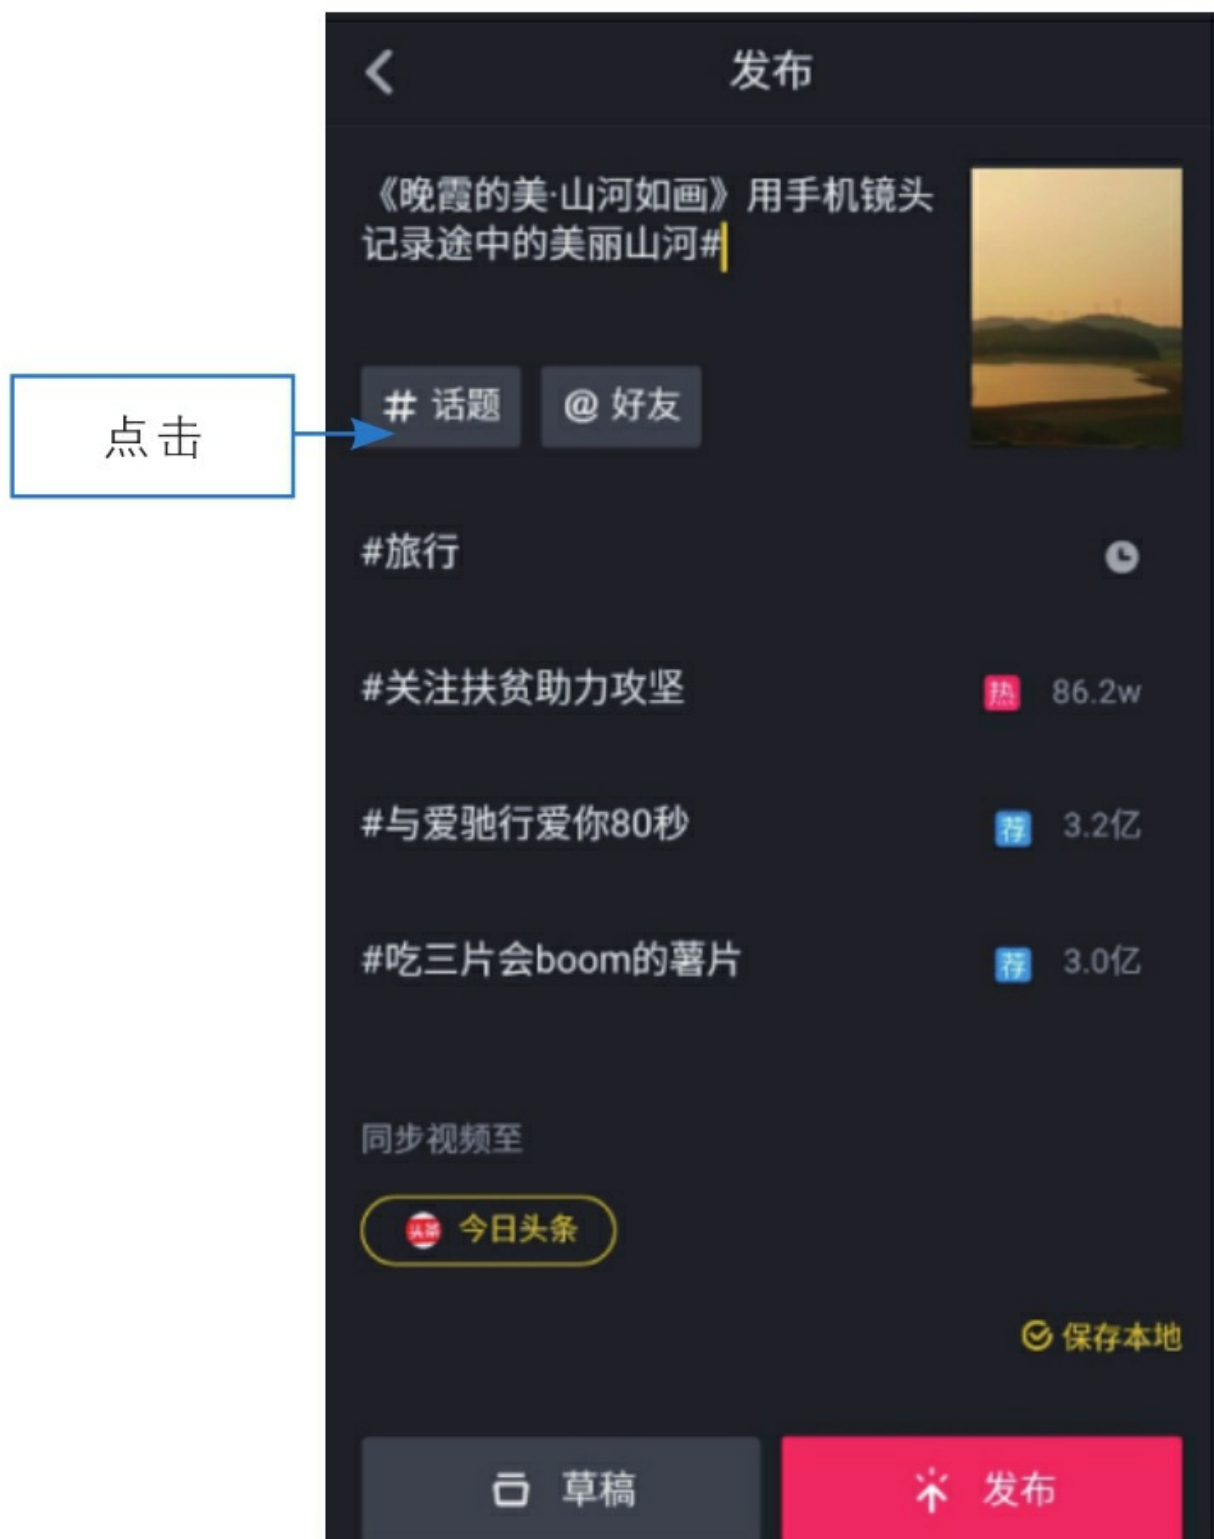 发布
《晚霞的美·山河如画》用手机镜头
记录途中的美丽山河#
点击
# 话题 @ 好友
#旅行
#关注扶贫助力攻坚 热 86.2w
#与爱驰行爱你80秒 荐 3.2亿
#吃三片会boom的薯片 荐 3.0亿
同步视频至
头条 今日头条
保存本地
草稿 发布